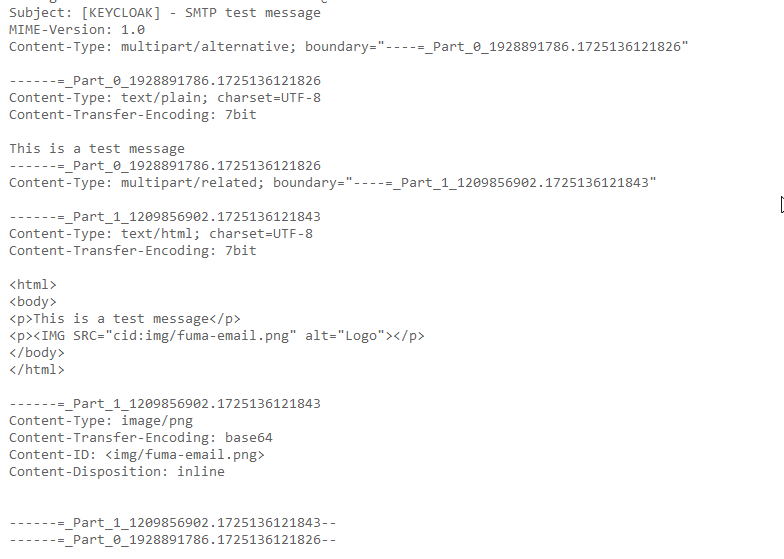 Subject: [KEYCLOAK] - SMTP test message
MIME-Version: 1.0
Content-Type: multipart/alternative; boundary="----=_Part_0_1928891786.1725136121826"

------=_Part_0_1928891786.1725136121826
Content-Type: text/plain; charset=UTF-8
Content-Transfer-Encoding: 7bit

This is a test message
------=_Part_0_1928891786.1725136121826
Content-Type: multipart/related; boundary="----=_Part_1_1209856902.1725136121843"

------=_Part_1_1209856902.1725136121843
Content-Type: text/html; charset=UTF-8
Content-Transfer-Encoding: 7bit

<html>
<body>
<p>This is a test message</p>
<p><IMG SRC="cid:img/fuma-email.png" alt="Logo"></p>
</body>
</html>

------=_Part_1_1209856902.1725136121843
Content-Type: image/png
Content-Transfer-Encoding: base64
Content-ID: <img/fuma-email.png>
Content-Disposition: inline


------=_Part_1_1209856902.1725136121843--
------=_Part_0_1928891786.1725136121826--